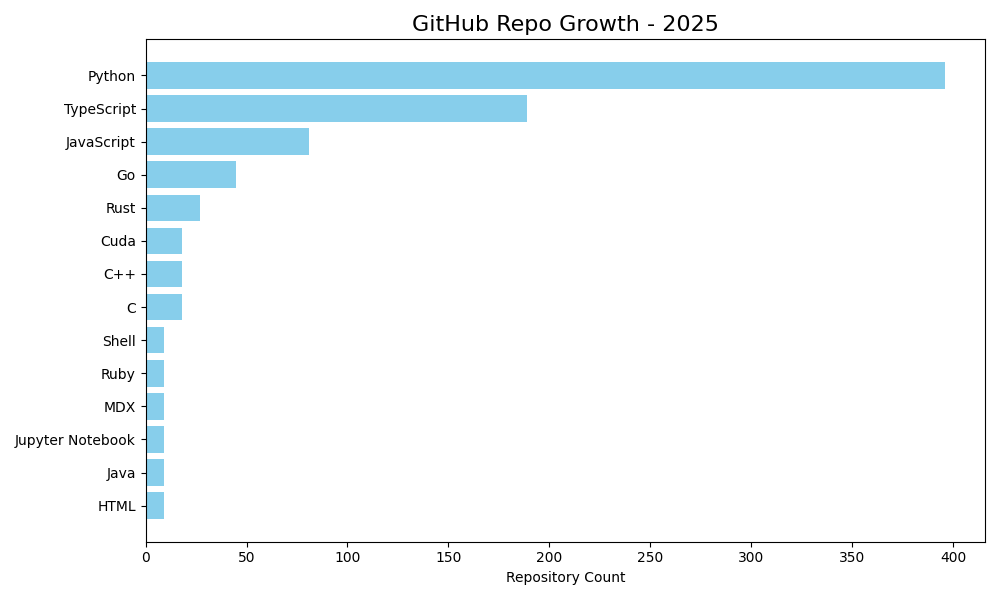 GitHub Repo Growth - 2025
Python
TypeScript
JavaScript
Go
Rust
Cuda
C++
C
Shell
Ruby
MDX
Jupyter Notebook
Java
HTML
0 50 100 150 200 250 300 350 400
Repository Count